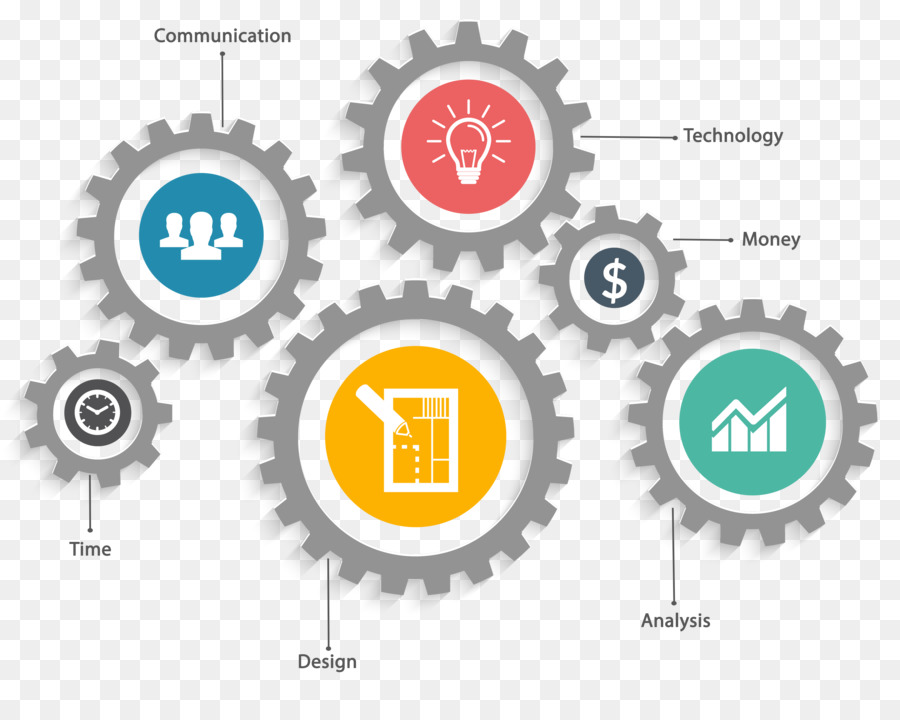 Communication
Technology
Money
$
Time
Analysis
Design